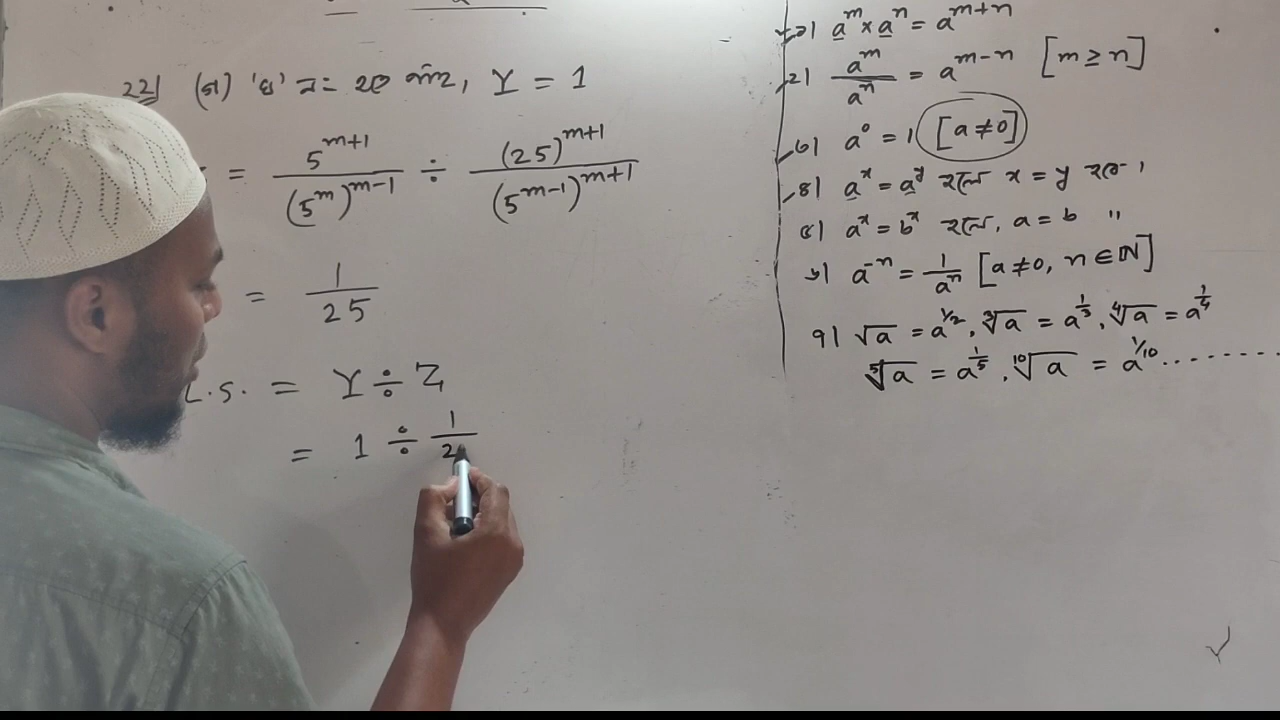 22| (গ) 'খ' নং হতে পাই, Y = 1
= 5^{m+1}/(5^m)^{m-1} ÷ (25)^{m+1}/(5^{m-1})^{m+1}
= 1/25
L.S. = Y ÷ Z
= 1 ÷ 1/2
১| a^m × a^n = a^{m+n}
২| a^m/a^n = a^{m-n} [m ≥ n]
৩| a^0 = 1 [a ≠ 0]
৪| a^x = a^y হলে x = y হবে।
৫| a^x = b^x হলে, a = b "
৬| a^{-n} = 1/a^n [a ≠ 0, n ∈ ℕ]
৭| √a = a^{1/2}, ∛a = a^{1/3}, ∜a = a^{1/4}
⁵√a = a^{1/5}, ¹⁰√a = a^{1/10} ........